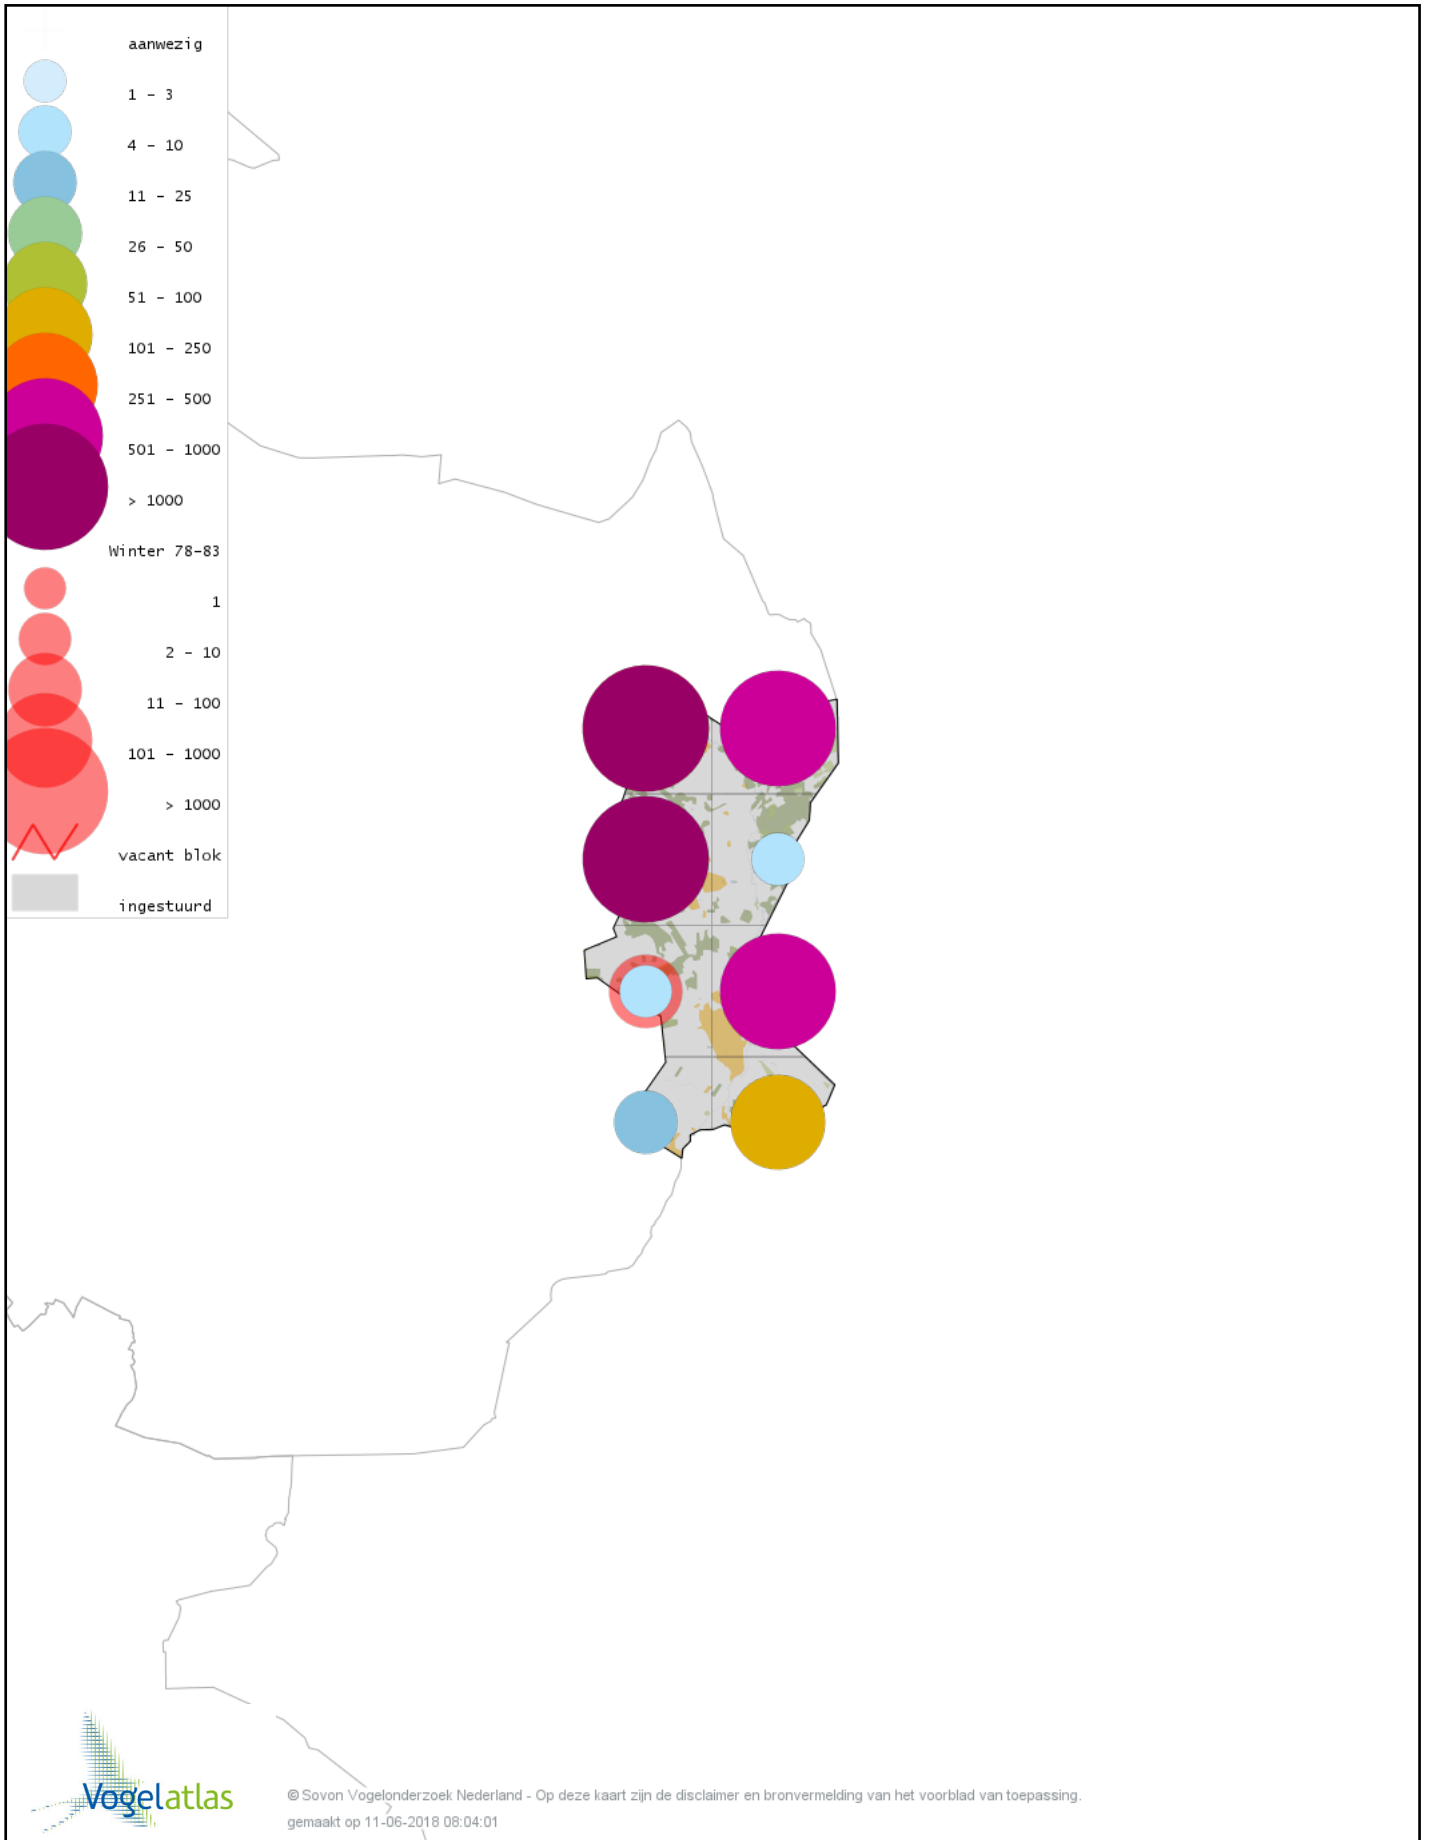 aanwezig
1 - 3
4 - 10
11 - 25
26 - 50
51 - 100
101 - 250
251 - 500
501 - 1000
> 1000
Winter 78-83
1
2 - 10
11 - 100
101 - 1000
> 1000
vacant blok
ingestuurd
Vogelatlas
© Sovon Vogelonderzoek Nederland - Op deze kaart zijn de disclaimer en bronvermelding van het voorblad van toepassing.
gemaakt op 11-06-2018 08:04:01